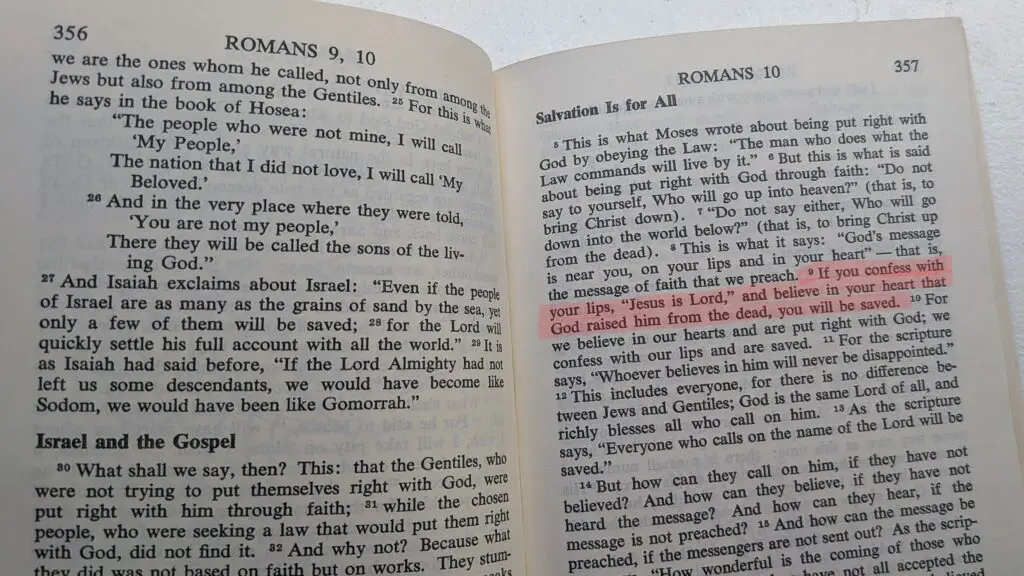 356
ROMANS 9, 10
we are the ones whom he called, not only from among the
Jews but also from among the Gentiles. 25 For this is what
he says in the book of Hosea:
"The people who were not mine, I will call
'My People,'
The nation that I did not love, I will call 'My
Beloved.'
26 And in the very place where they were told,
'You are not my people,'
There they will be called the sons of the liv-
ing God."
27 And Isaiah exclaims about Israel: "Even if the people
of Israel are as many as the grains of sand by the sea, yet
only a few of them will be saved; 28 for the Lord will
quickly settle his full account with all the world." 29 It is
as Isaiah had said before, "If the Lord Almighty had not
left us some descendants, we would have become like
Sodom, we would have been like Gomorrah."
Israel and the Gospel
30 What shall we say, then? This: that the Gentiles, who
were not trying to put themselves right with God, were
put right with him through faith; 31 while the chosen
people, who were seeking a law that would put them right
with God, did not find it. 32 And why not? Because what
they did was not based on faith but on works. They stum-
ROMANS 10
357
Salvation Is for All
5 This is what Moses wrote about being put right with
God by obeying the Law: "The man who does what the
Law commands will live by it." 6 But this is what is said
about being put right with God through faith: "Do not
say to yourself, Who will go up into heaven?" (that is, to
bring Christ down). 7 "Do not say either, Who will go
down into the world below?" (that is, to bring Christ up
from the dead). 8 This is what it says: "God's message
is near you, on your lips and in your heart" — that is,
the message of faith that we preach. 9 If you confess with
your lips, "Jesus is Lord," and believe in your heart that
God raised him from the dead, you will be saved. 10 For
we believe in our hearts and are put right with God; we
confess with our lips and are saved. 11 For the scripture
says, "Whoever believes in him will never be disappointed."
12 This includes everyone, for there is no difference be-
tween Jews and Gentiles; God is the same Lord of all, and
richly blesses all who call on him. 13 As the scripture
says, "Everyone who calls on the name of the Lord will be
saved."
14 But how can they call on him, if they have not
believed? And how can they believe, if they have not
heard the message? And how can they hear, if the
message is not preached? 15 And how can the message be
preached, if the messengers are not sent out? As the scrip-
"How wonderful is the coming of those who
have not all accepted the